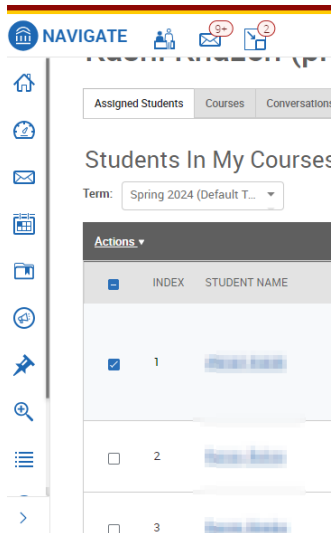 NAVIGATE
9+
2
Assigned Students Courses Conversations
Students In My Courses
Term: Spring 2024 (Default T...
Actions
INDEX STUDENT NAME
1
2
3